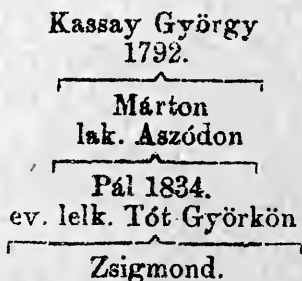 Kassay György
1792.
Márton
lak. Aszódon
Pál 1834.
ev. lelk. Tót Györkön
Zsigmond.